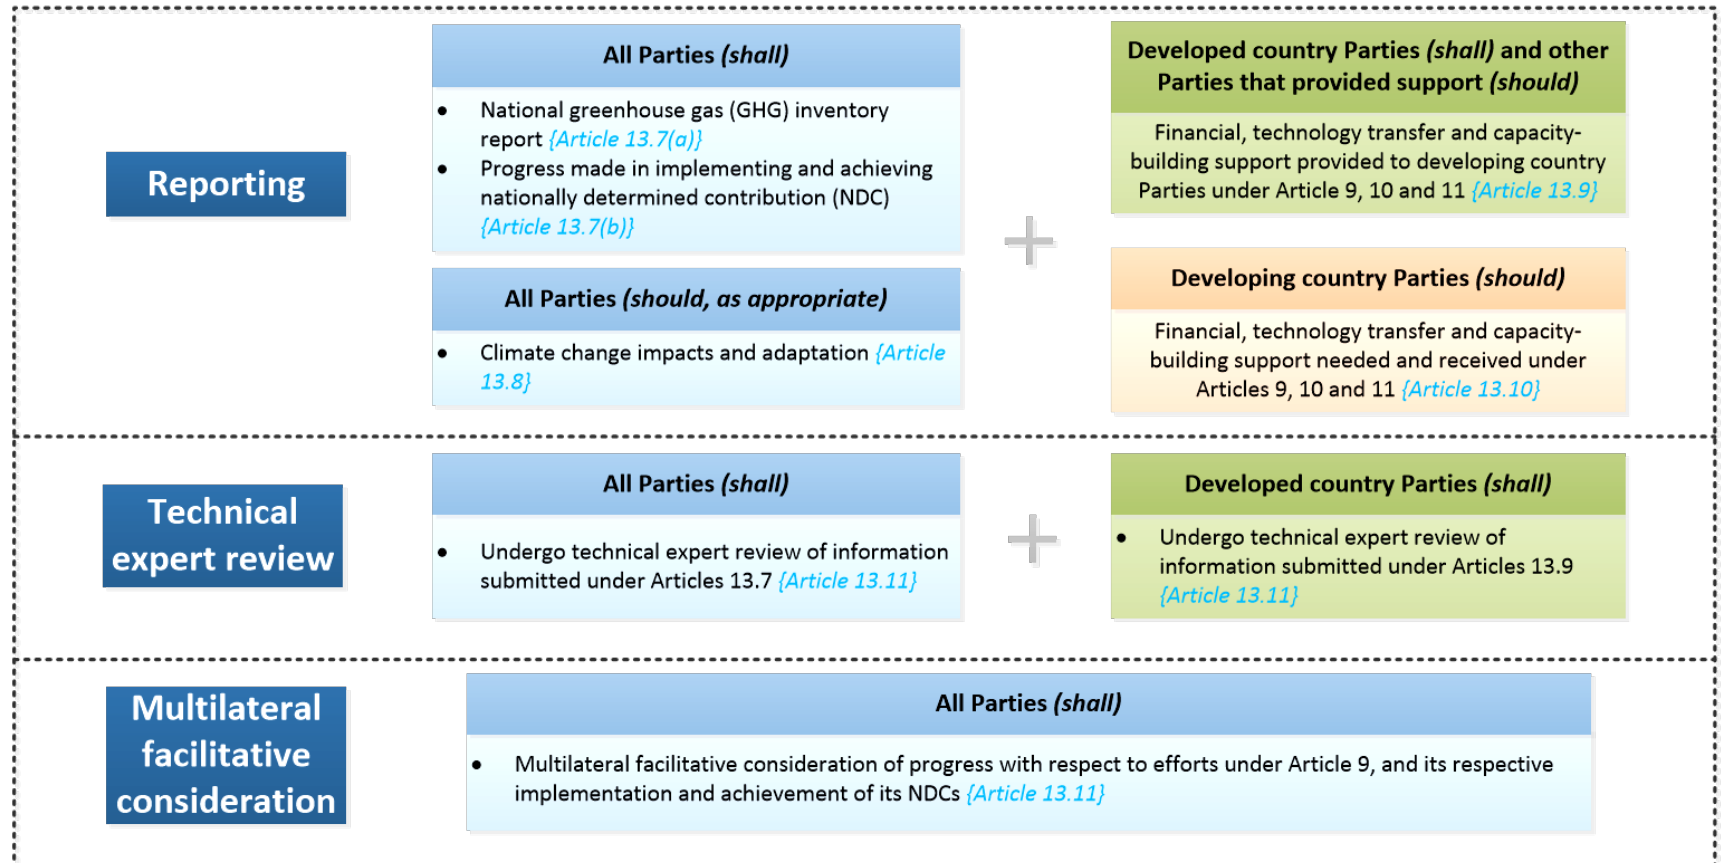 Reporting
All Parties (shall)
• National greenhouse gas (GHG) inventory
report {Article 13.7(a)}
• Progress made in implementing and achieving
nationally determined contribution (NDC)
{Article 13.7(b)}
All Parties (should, as appropriate)
• Climate change impacts and adaptation {Article
13.8}
+
Developed country Parties (shall) and other
Parties that provided support (should)
Financial, technology transfer and capacity-
building support provided to developing country
Parties under Article 9, 10 and 11 {Article 13.9}
Developing country Parties (should)
Financial, technology transfer and capacity-
building support needed and received under
Articles 9, 10 and 11 {Article 13.10}
Technical
expert review
All Parties (shall)
• Undergo technical expert review of information
submitted under Articles 13.7 {Article 13.11}
+
Developed country Parties (shall)
• Undergo technical expert review of
information submitted under Articles 13.9
{Article 13.11}
Multilateral
facilitative
consideration
All Parties (shall)
• Multilateral facilitative consideration of progress with respect to efforts under Article 9, and its respective
implementation and achievement of its NDCs {Article 13.11}